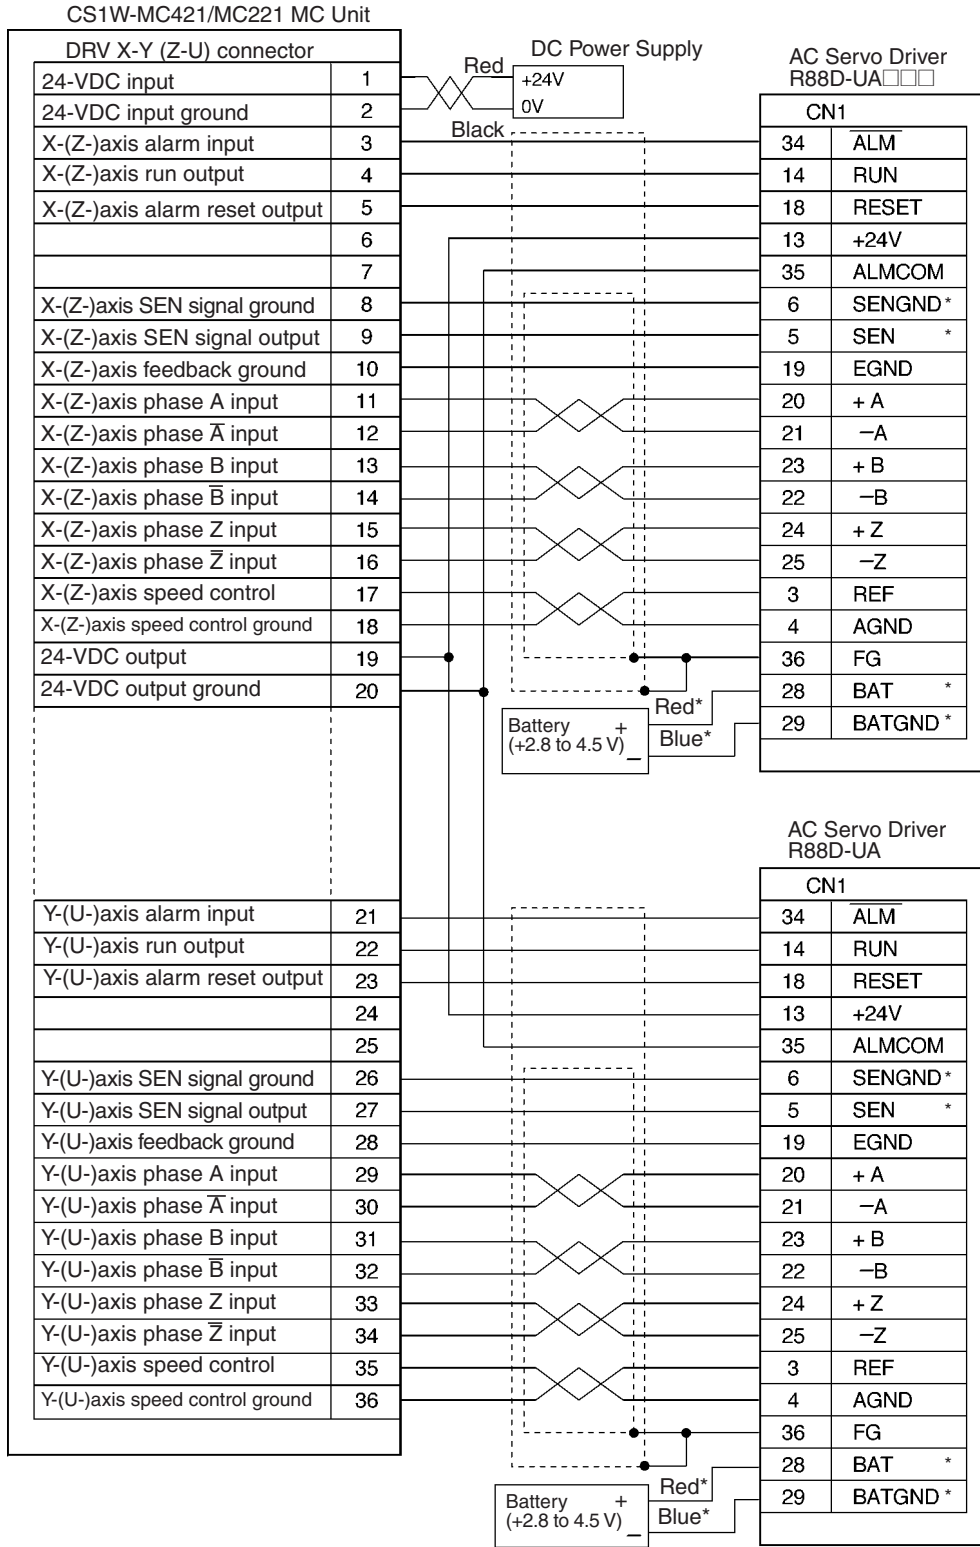 CS1W-MC421/MC221 MC Unit
DRV X-Y (Z-U) connector
DC Power Supply
AC Servo Driver
R88D-UA□□□
24-VDC input 1 Red +24V
24-VDC input ground 2 Black 0V
CN1
X-(Z-)axis alarm input 3 34 A̅L̅M̅
X-(Z-)axis run output 4 14 RUN
X-(Z-)axis alarm reset output 5 18 RESET
6 13 +24V
7 35 ALMCOM
X-(Z-)axis SEN signal ground 8 6 SENGND *
X-(Z-)axis SEN signal output 9 5 SEN *
X-(Z-)axis feedback ground 10 19 EGND
X-(Z-)axis phase A input 11 20 + A
X-(Z-)axis phase A̅ input 12 21 −A
X-(Z-)axis phase B input 13 23 + B
X-(Z-)axis phase B̅ input 14 22 −B
X-(Z-)axis phase Z input 15 24 + Z
X-(Z-)axis phase Z̅ input 16 25 −Z
X-(Z-)axis speed control 17 3 REF
X-(Z-)axis speed control ground 18 4 AGND
24-VDC output 19 36 FG
24-VDC output ground 20 28 BAT *
Red*
29 BATGND *
Battery +
(+2.8 to 4.5 V) −
Blue*
AC Servo Driver
R88D-UA
CN1
Y-(U-)axis alarm input 21 34 A̅L̅M̅
Y-(U-)axis run output 22 14 RUN
Y-(U-)axis alarm reset output 23 18 RESET
24 13 +24V
25 35 ALMCOM
Y-(U-)axis SEN signal ground 26 6 SENGND *
Y-(U-)axis SEN signal output 27 5 SEN *
Y-(U-)axis feedback ground 28 19 EGND
Y-(U-)axis phase A input 29 20 + A
Y-(U-)axis phase A̅ input 30 21 −A
Y-(U-)axis phase B input 31 23 + B
Y-(U-)axis phase B̅ input 32 22 −B
Y-(U-)axis phase Z input 33 24 + Z
Y-(U-)axis phase Z̅ input 34 25 −Z
Y-(U-)axis speed control 35 3 REF
Y-(U-)axis speed control ground 36 4 AGND
36 FG
28 BAT *
Red*
29 BATGND *
Battery +
(+2.8 to 4.5 V) −
Blue*